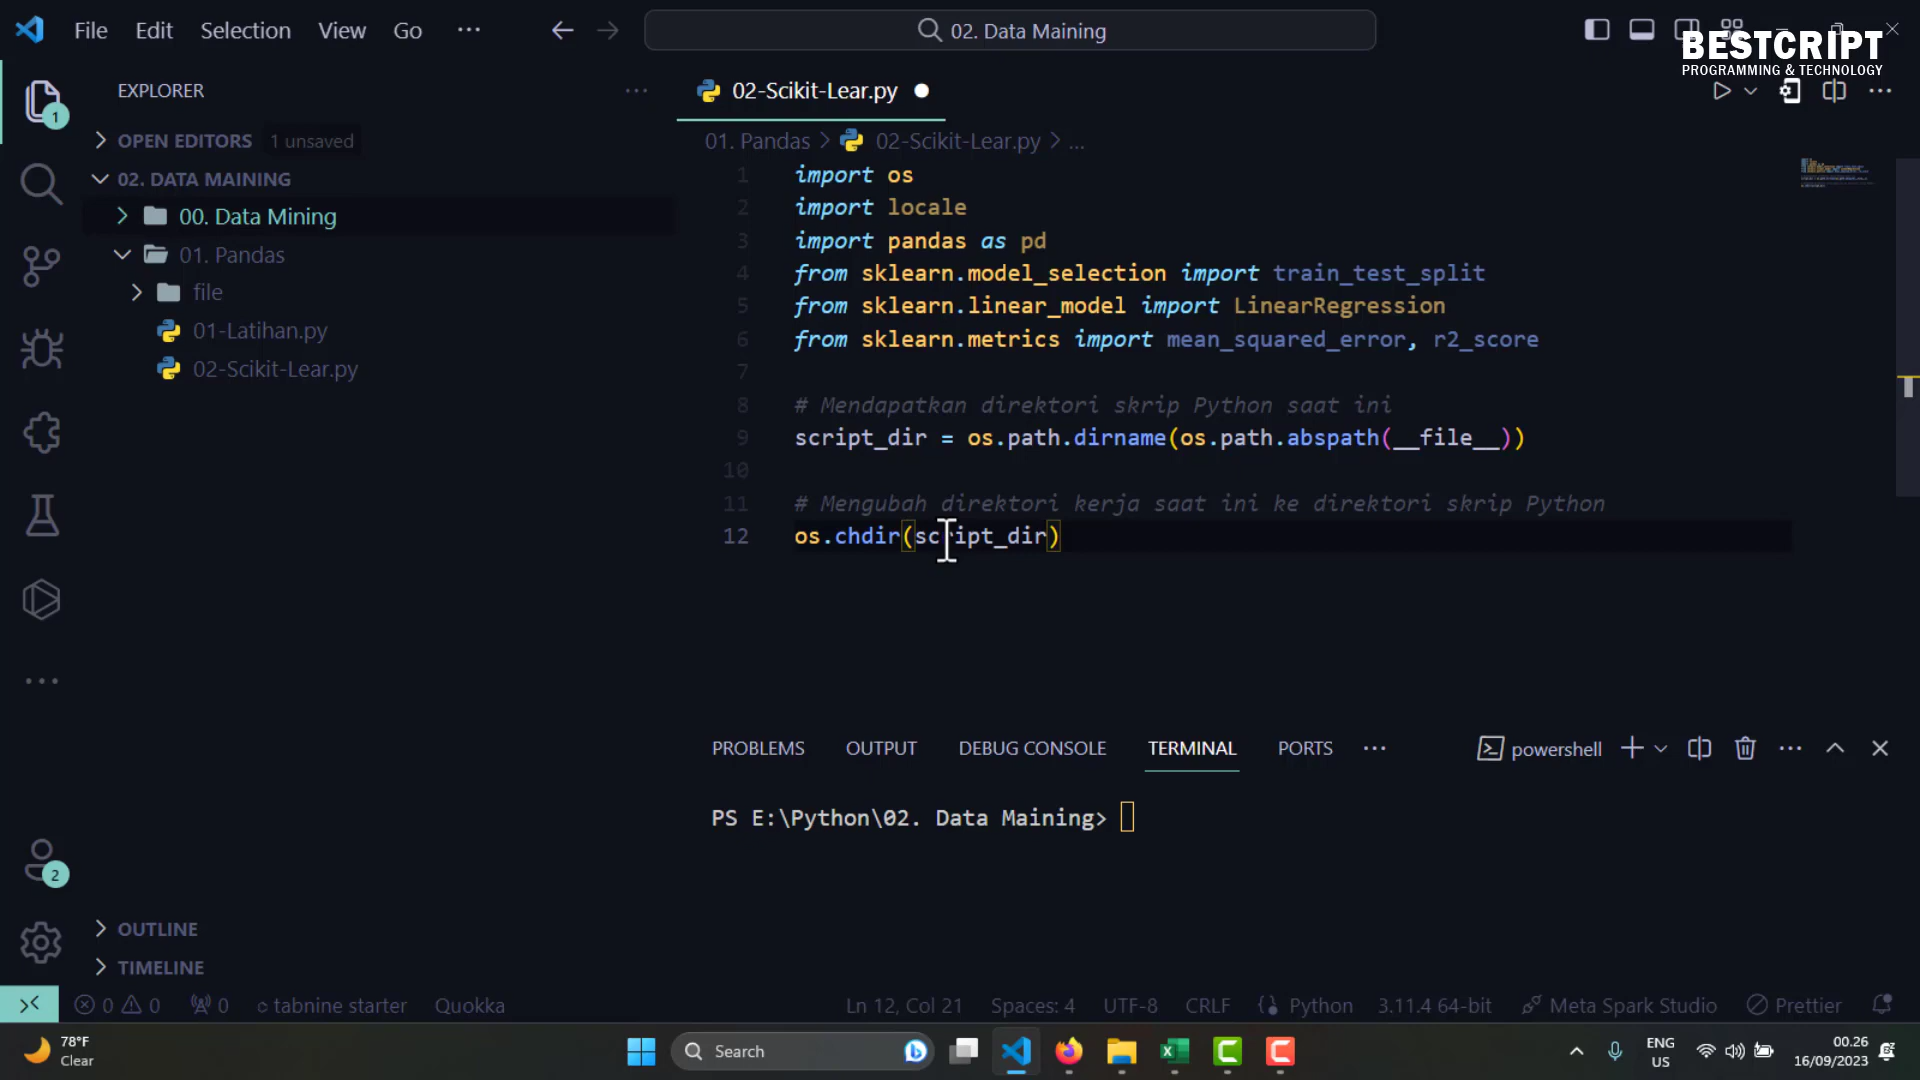 File Edit Selection View Go ...
02. Data Maining
BESTCRIPT
PROGRAMMING & TECHNOLOGY
EXPLORER
02-Scikit-Lear.py
OPEN EDITORS 1 unsaved
01. Pandas > 02-Scikit-Lear.py > ...
02. DATA MAINING
00. Data Mining
01. Pandas
file
01-Latihan.py
02-Scikit-Lear.py
1 import os
2 import locale
3 import pandas as pd
4 from sklearn.model_selection import train_test_split
5 from sklearn.linear_model import LinearRegression
6 from sklearn.metrics import mean_squared_error, r2_score
7
8 # Mendapatkan direktori skrip Python saat ini
9 script_dir = os.path.dirname(os.path.abspath(__file__))
10
11 # Mengubah direktori kerja saat ini ke direktori skrip Python
12 os.chdir(script_dir)
PROBLEMS OUTPUT DEBUG CONSOLE TERMINAL PORTS ... powershell
PS E:\Python\02. Data Maining>
1
2
OUTLINE
TIMELINE
0 0 0 tabnine starter Quokka Ln 12, Col 21 Spaces: 4 UTF-8 CRLF Python 3.11.4 64-bit Meta Spark Studio Prettier
78°F
Clear
Search
ENG
US
00.26
16/09/2023